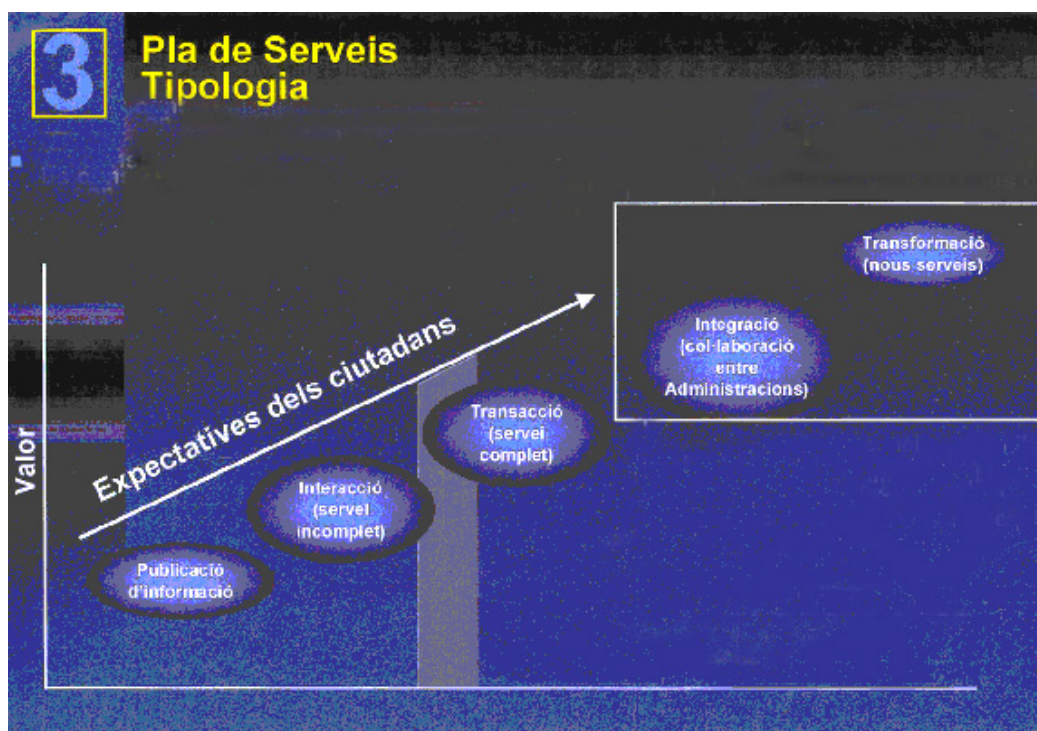 3
Pla de Serveis
Tipologia
Transformació
(nous serveis)
Integració
(col·laboració
entre
Administracions)
Expectatives dels ciutadans
Transacció
(servei
complet)
Valor
Interacció
(servei
incomplet)
Publicació
d'informació